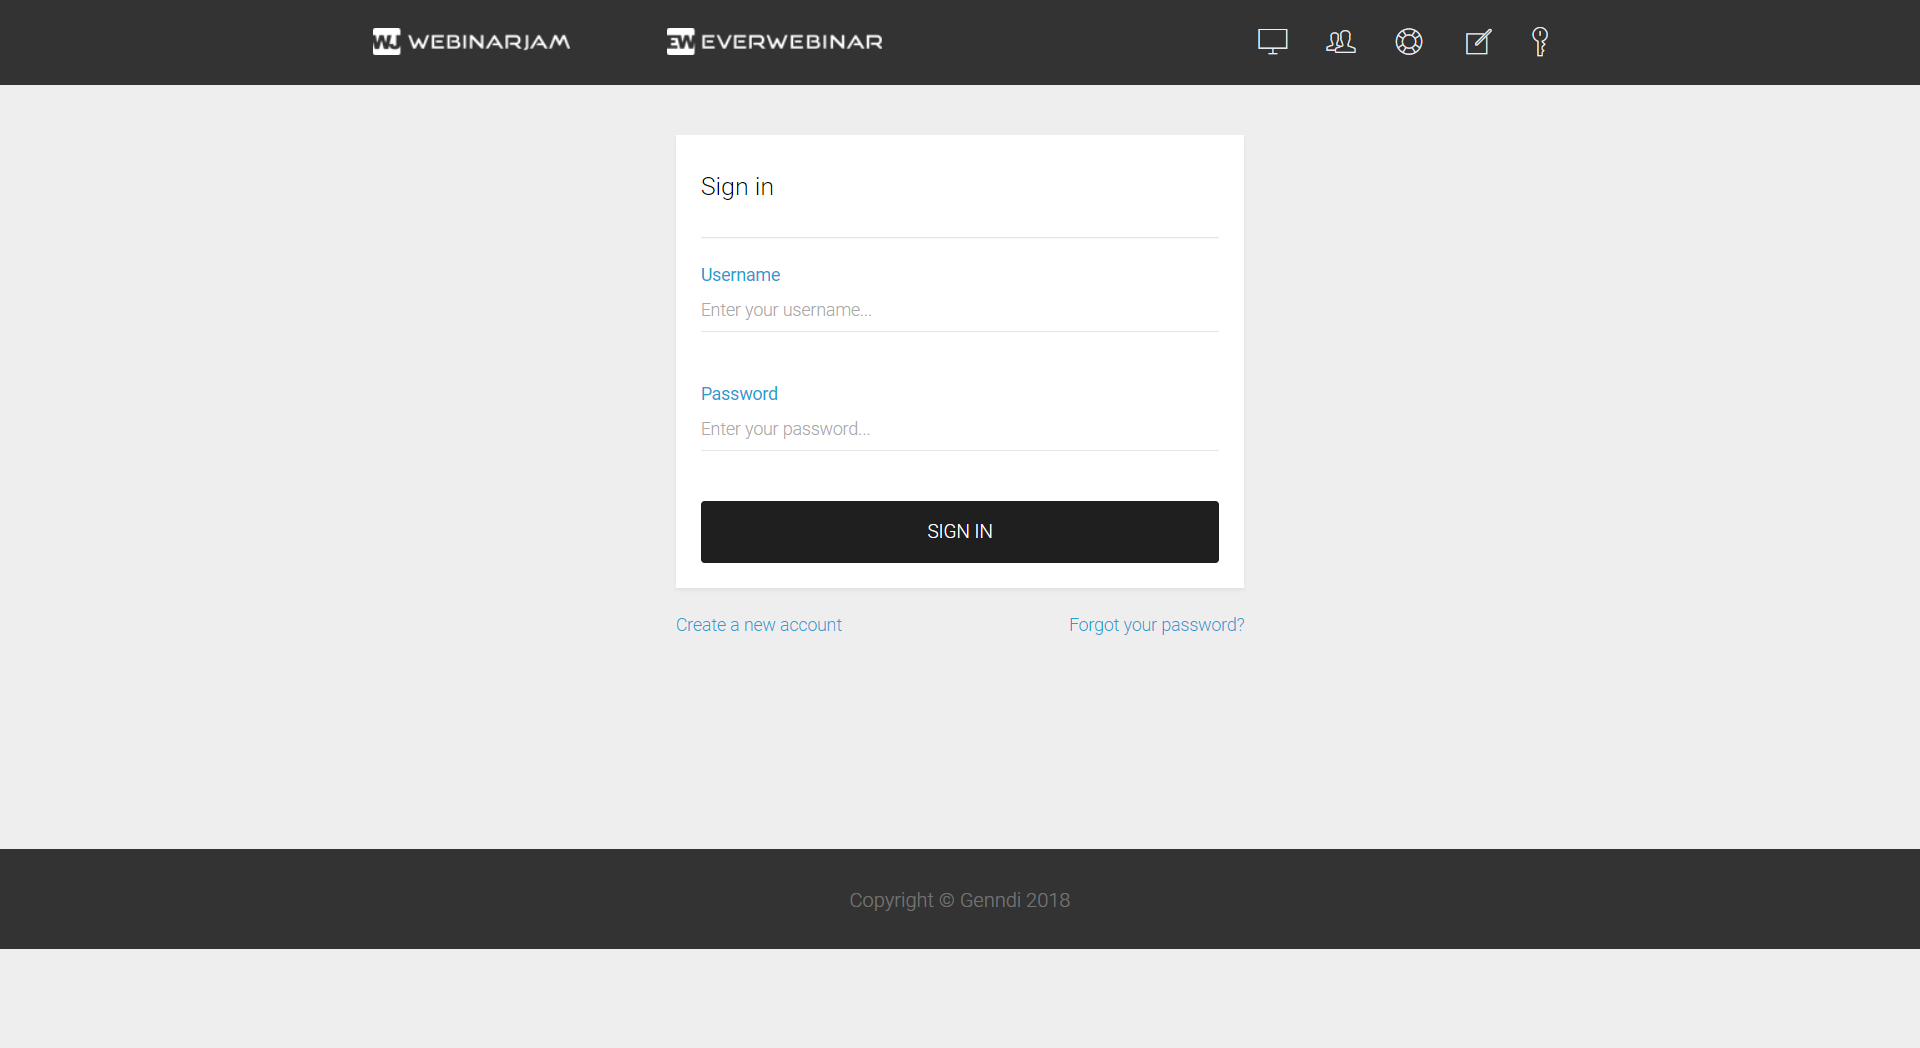 WJ WEBINARJAM
EW EVERWEBINAR
Sign in
Username
Enter your username...
Password
Enter your password...
SIGN IN
Create a new account
Forgot your password?
Copyright © Genndi 2018